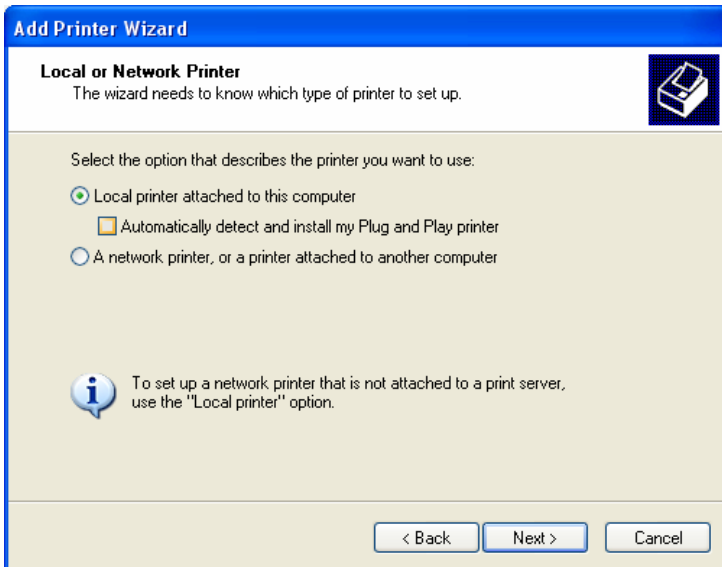 Add Printer Wizard
Local or Network Printer
The wizard needs to know which type of printer to set up.
Select the option that describes the printer you want to use:
Local printer attached to this computer
Automatically detect and install my Plug and Play printer
A network printer, or a printer attached to another computer
To set up a network printer that is not attached to a print server,
use the "Local printer" option.
< Back Next > Cancel